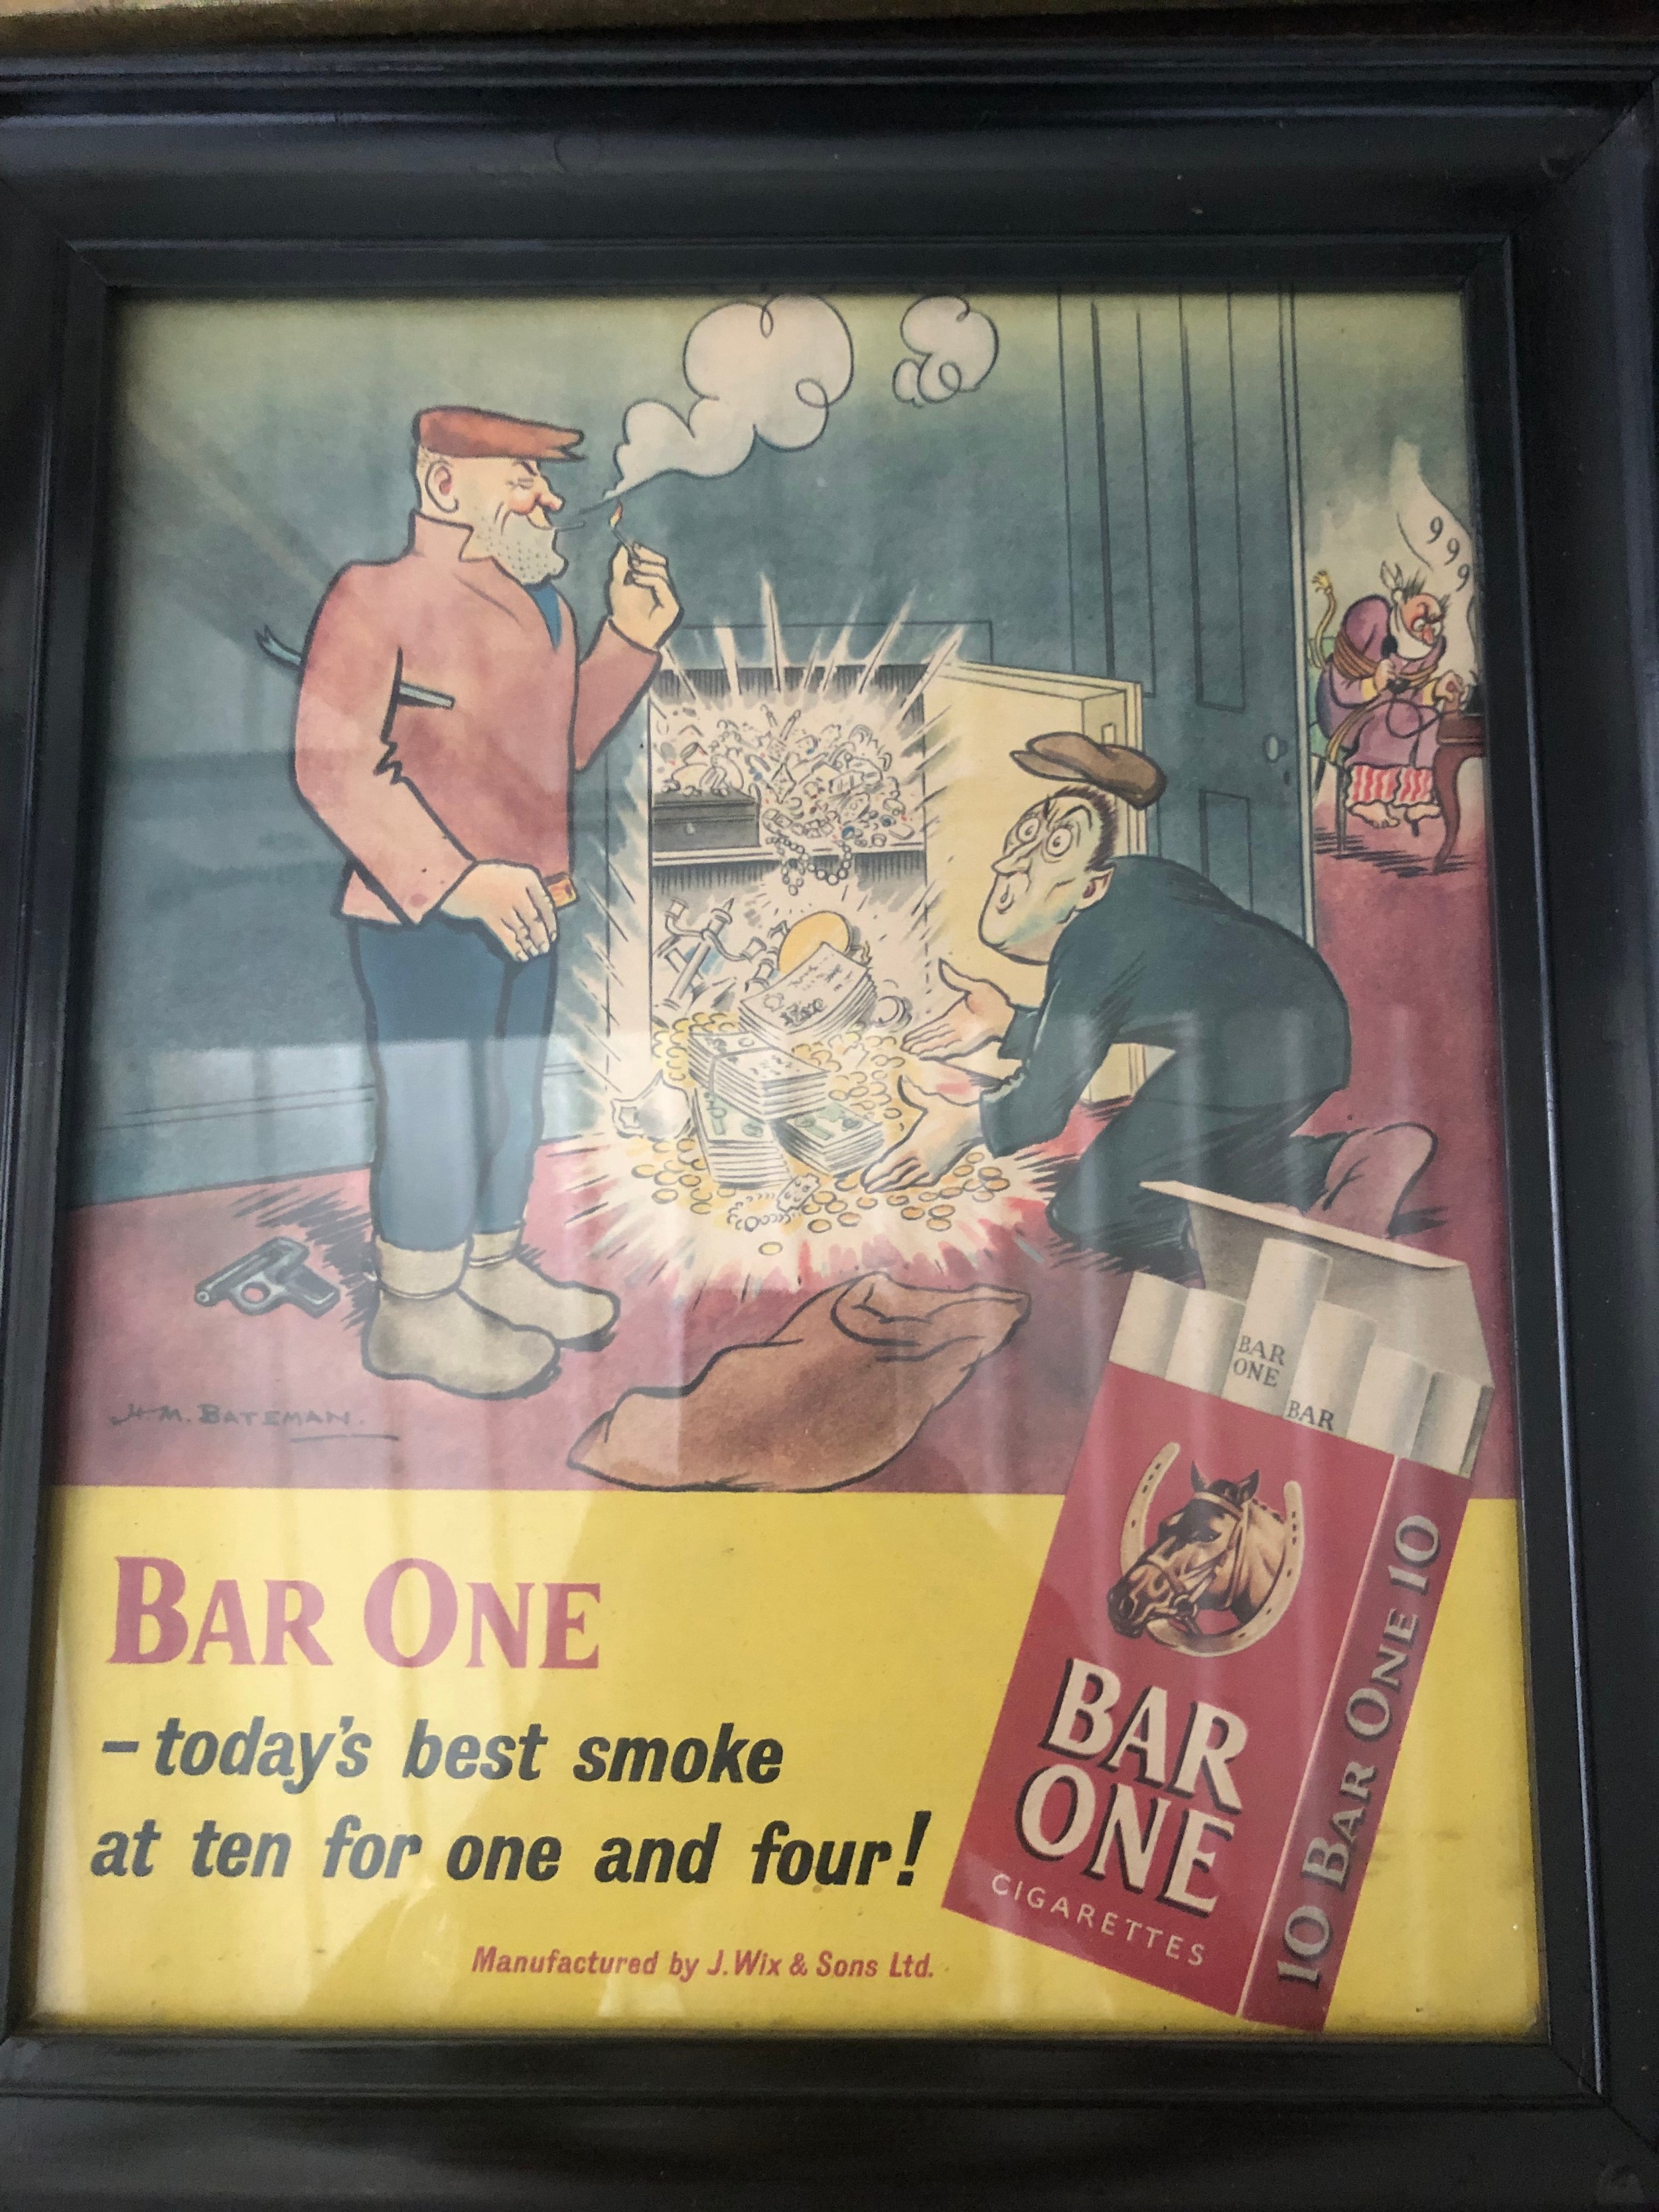 999
H.M. BATEMAN.
BAR
ONE
BAR
BAR ONE
– today's best smoke
at ten for one and four!
Manufactured by J. Wix & Sons Ltd.
BAR
ONE
CIGARETTES
10 BAR ONE 10